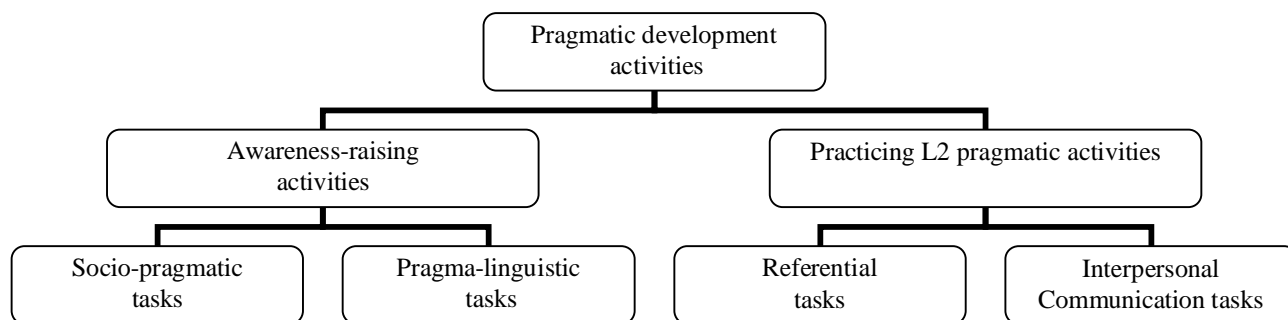 Pragmatic development
activities
Awareness-raising
activities
Practicing L2 pragmatic activities
Socio-pragmatic
tasks
Pragma-linguistic
tasks
Referential
tasks
Interpersonal
Communication tasks